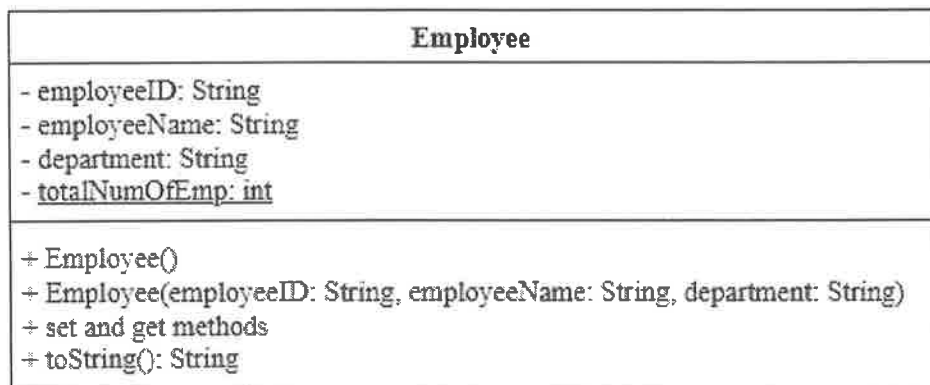 Employee
- employeeID: String
- employeeName: String
- department: String
- totalNumOfEmp: int
+ Employee()
+ Employee(employeeID: String, employeeName: String, department: String)
+ set and get methods
+ toString(): String